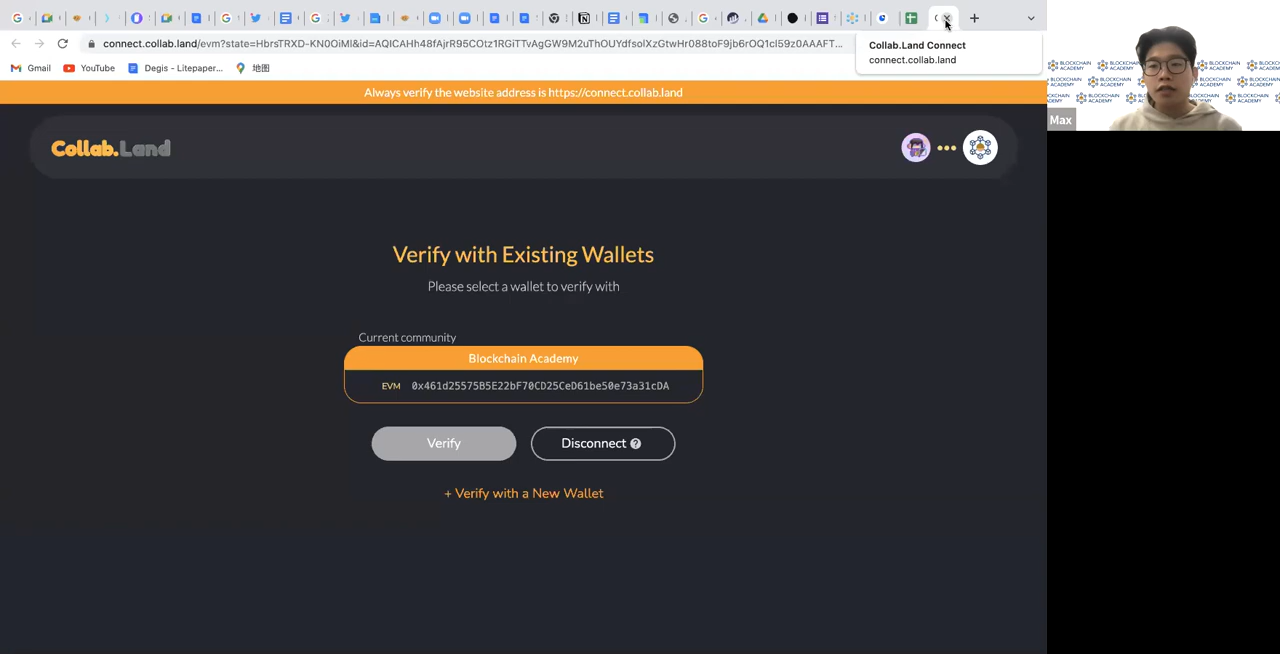 connect.collab.land/evm?state=HbrsTRXD-KN0OiMl&id=AQICAHh48fAjrR95COtz1RGiTTvAgGW9M2uThOUYdfsolXzGtwHr088toF9jb6rOQ1cl59z0AAAFT...
Collab.Land Connect
connect.collab.land
Gmail
YouTube
Degis - Litepaper...
地图
Always verify the website address is https://connect.collab.land
Collab.Land
Verify with Existing Wallets
Please select a wallet to verify with
Current community
Blockchain Academy
EVM 0x461d25575B5E22bF70CD25CeD61be50e73a31cDA
Verify
Disconnect ?
+ Verify with a New Wallet
BLOCKCHAIN ACADEMY
Max